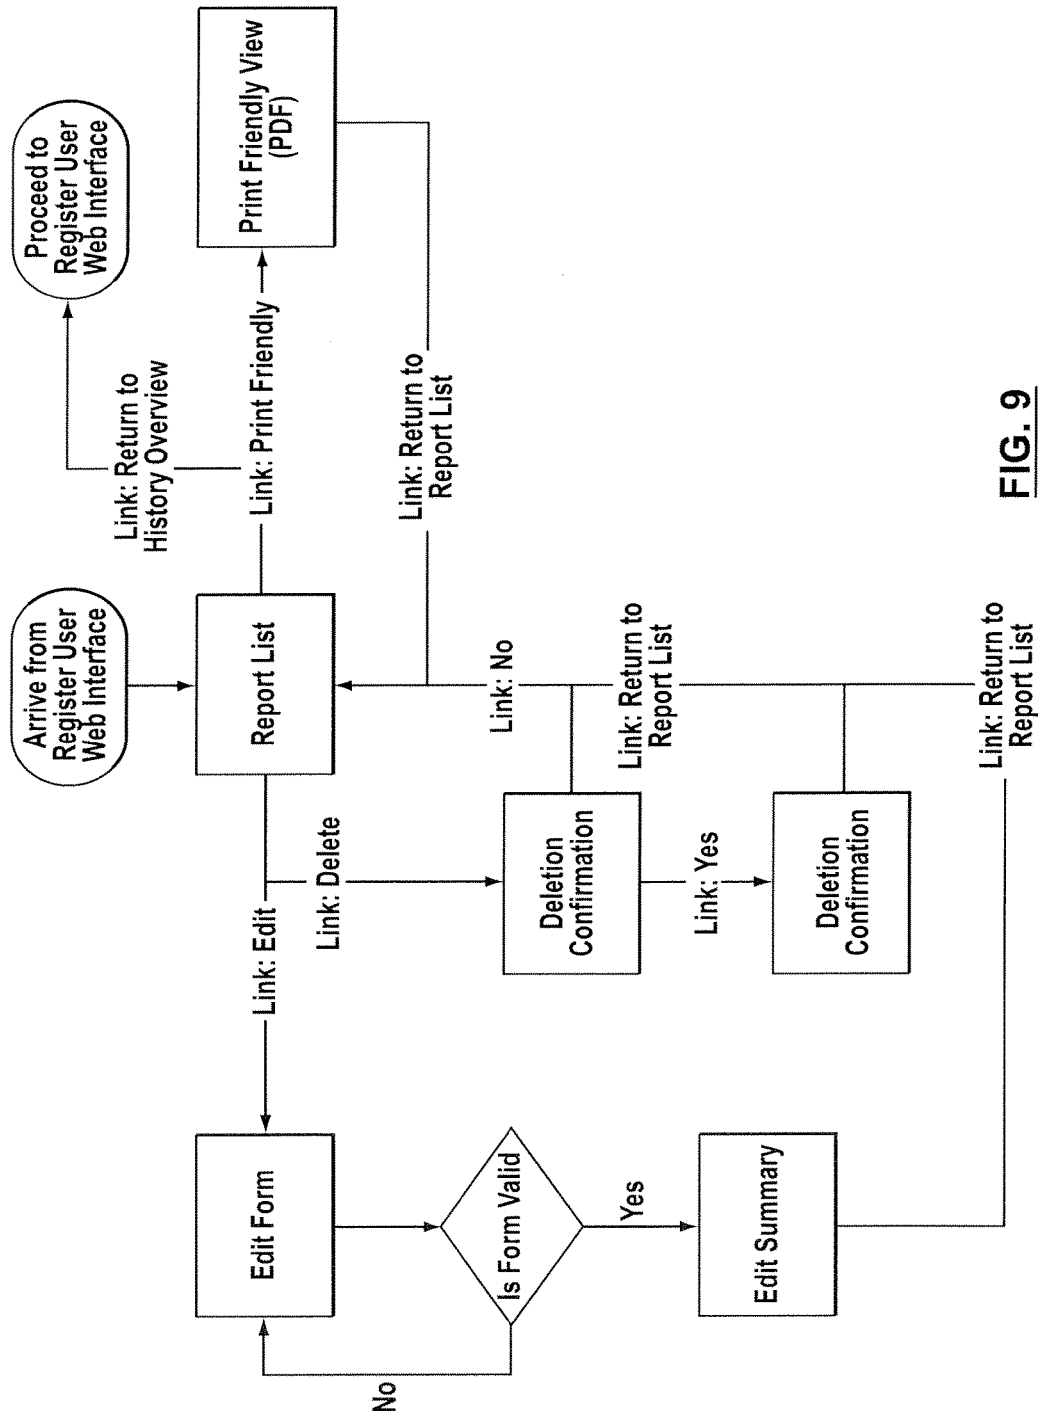 Arrive from
Register User
Web Interface
Proceed to
Register User
Web Interface
Link: Return to
History Overview
Edit Form
Link: Edit
Report List
Link: Print Friendly
Print Friendly View
(PDF)
Link: Delete
Link: Return to
Report List
No
Is Form Valid
Deletion
Confirmation
Link: No
Yes
Link: Return to
Report List
Link: Yes
Edit Summary
Deletion
Confirmation
Link: Return to
Report List
FIG. 9